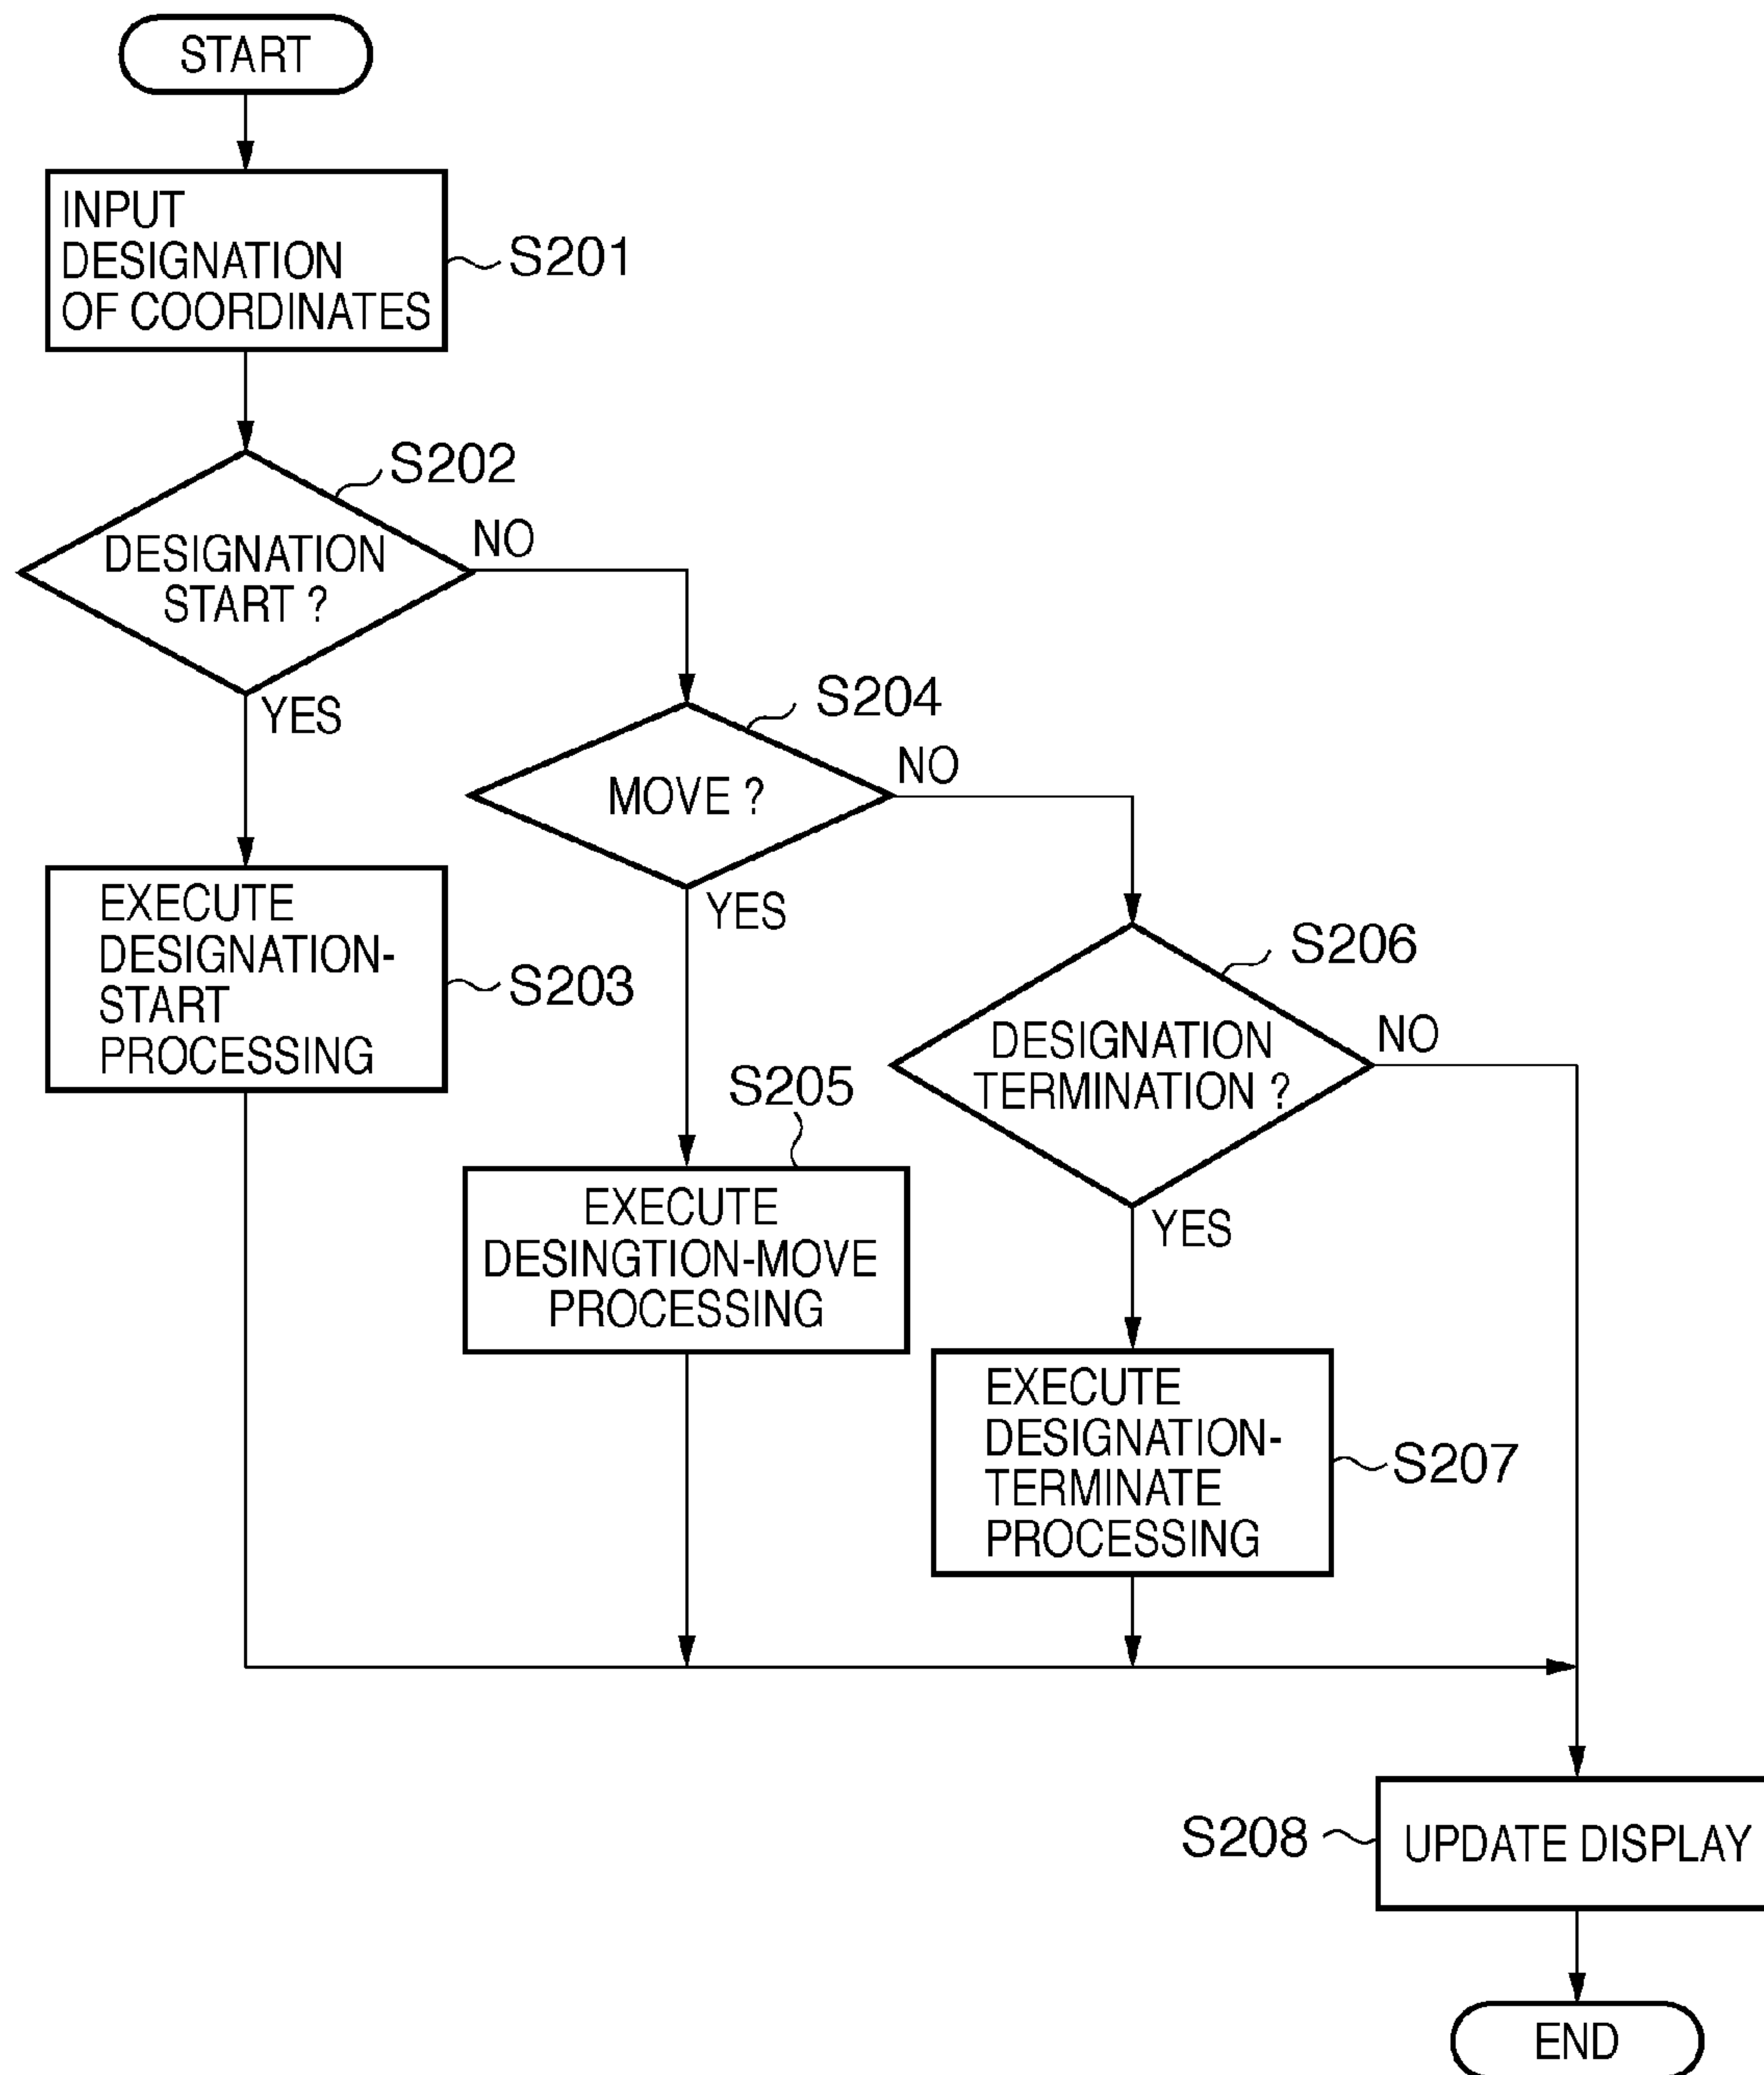 START
INPUT
DESIGNATION
OF COORDINATES
S201
S202
DESIGNATION
START ?
NO
YES
S204
MOVE ?
NO
YES
EXECUTE
DESIGNATION-
START
PROCESSING
S203
S206
DESIGNATION
TERMINATION ?
NO
YES
S205
EXECUTE
DESINGTION-MOVE
PROCESSING
EXECUTE
DESIGNATION-
TERMINATE
PROCESSING
S207
S208
UPDATE DISPLAY
END